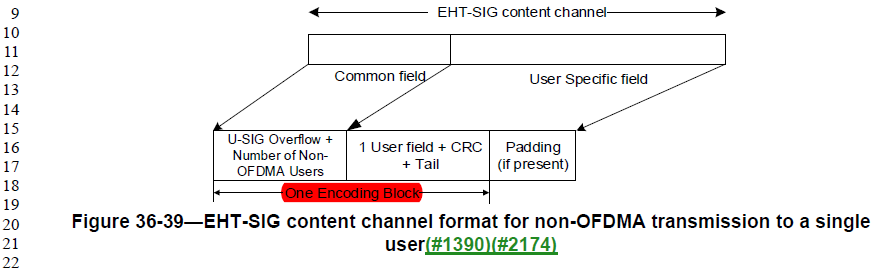 9
EHT-SIG content channel
10
11
12
Common field
User Specific field
13
14
15
U-SIG Overflow +
Number of Non-
OFDMA Users
1 User field + CRC
+ Tail
Padding
(if present)
16
17
18
One Encoding Block
19
20
Figure 36-39—EHT-SIG content channel format for non-OFDMA transmission to a single
21
user(#1390)(#2174)
22